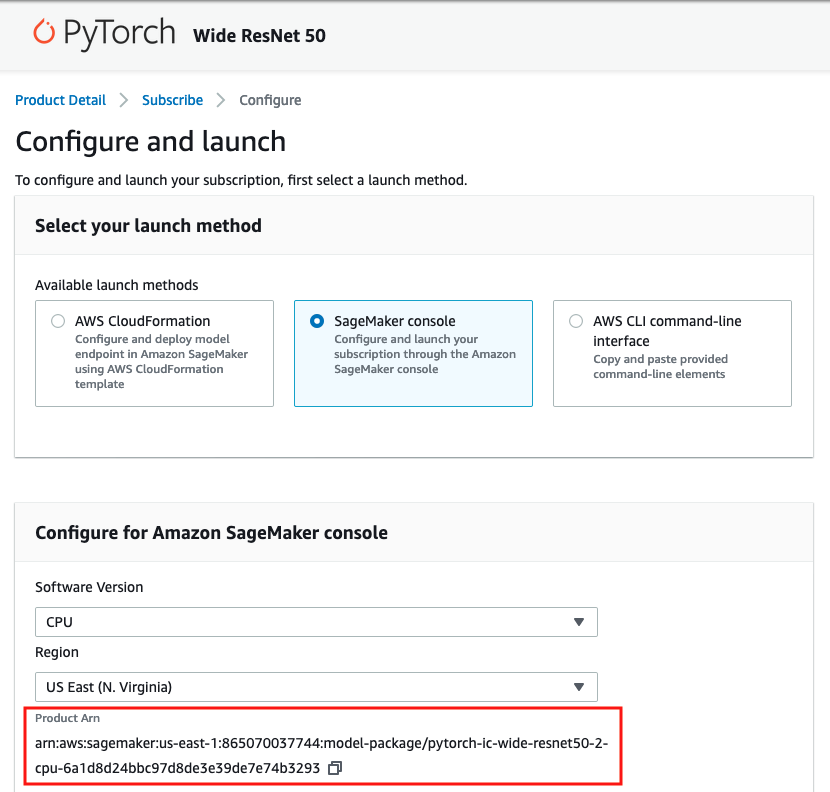 PyTorch Wide ResNet 50
Product Detail Subscribe Configure
Configure and launch
To configure and launch your subscription, first select a launch method.
Select your launch method
Available launch methods
AWS CloudFormation
Configure and deploy model
endpoint in Amazon SageMaker
using AWS CloudFormation
template
SageMaker console
Configure and launch your
subscription through the Amazon
SageMaker console
AWS CLI command-line
interface
Copy and paste provided
command-line elements
Configure for Amazon SageMaker console
Software Version
CPU
Region
US East (N. Virginia)
Product Arn
arn:aws:sagemaker:us-east-1:865070037744:model-package/pytorch-ic-wide-resnet50-2-
cpu-6a1d8d24bbc97d8de3e39de7e74b3293